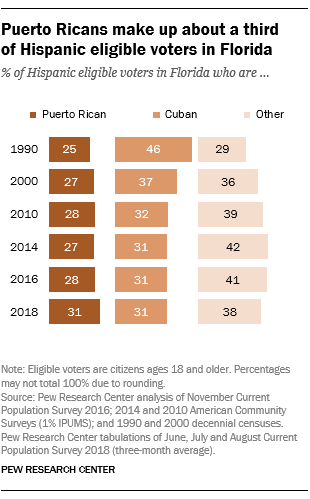 Puerto Ricans make up about a third
of Hispanic eligible voters in Florida
% of Hispanic eligible voters in Florida who are ...
Puerto Rican Cuban Other
1990 25 46 29
2000 27 37 36
2010 28 32 39
2014 27 31 42
2016 28 31 41
2018 31 31 38
Note: Eligible voters are citizens ages 18 and older. Percentages
may not total 100% due to rounding.
Source: Pew Research Center analysis of November Current
Population Survey 2016; 2014 and 2010 American Community
Surveys (1% IPUMS); and 1990 and 2000 decennial censuses.
Pew Research Center tabulations of June, July and August Current
Population Survey 2018 (three-month average).
PEW RESEARCH CENTER